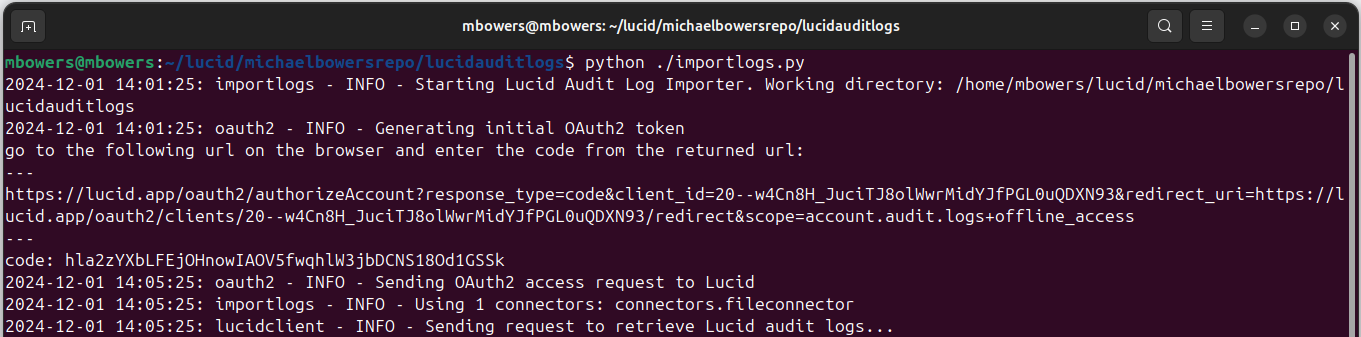 mbowers@mbowers: ~/lucid/michaelbowersrepo/lucidauditlogs
mbowers@mbowers:~/lucid/michaelbowersrepo/lucidauditlogs$ python ./importlogs.py
2024-12-01 14:01:25: importlogs - INFO - Starting Lucid Audit Log Importer. Working directory: /home/mbowers/lucid/michaelbowersrepo/l
ucidauditlogs
2024-12-01 14:01:25: oauth2 - INFO - Generating initial OAuth2 token
go to the following url on the browser and enter the code from the returned url:
---
https://lucid.app/oauth2/authorizeAccount?response_type=code&client_id=20--w4Cn8H_JuciTJ8olWwrMidYJfPGL0uQDXN93&redirect_uri=https://l
ucid.app/oauth2/clients/20--w4Cn8H_JuciTJ8olWwrMidYJfPGL0uQDXN93/redirect&scope=account.audit.logs+offline_access
---
code: hla2zYXbLFEjOHnowIAOV5fwqhlW3jbDCNS18Od1GSSk
2024-12-01 14:05:25: oauth2 - INFO - Sending OAuth2 access request to Lucid
2024-12-01 14:05:25: importlogs - INFO - Using 1 connectors: connectors.fileconnector
2024-12-01 14:05:25: lucidclient - INFO - Sending request to retrieve Lucid audit logs...